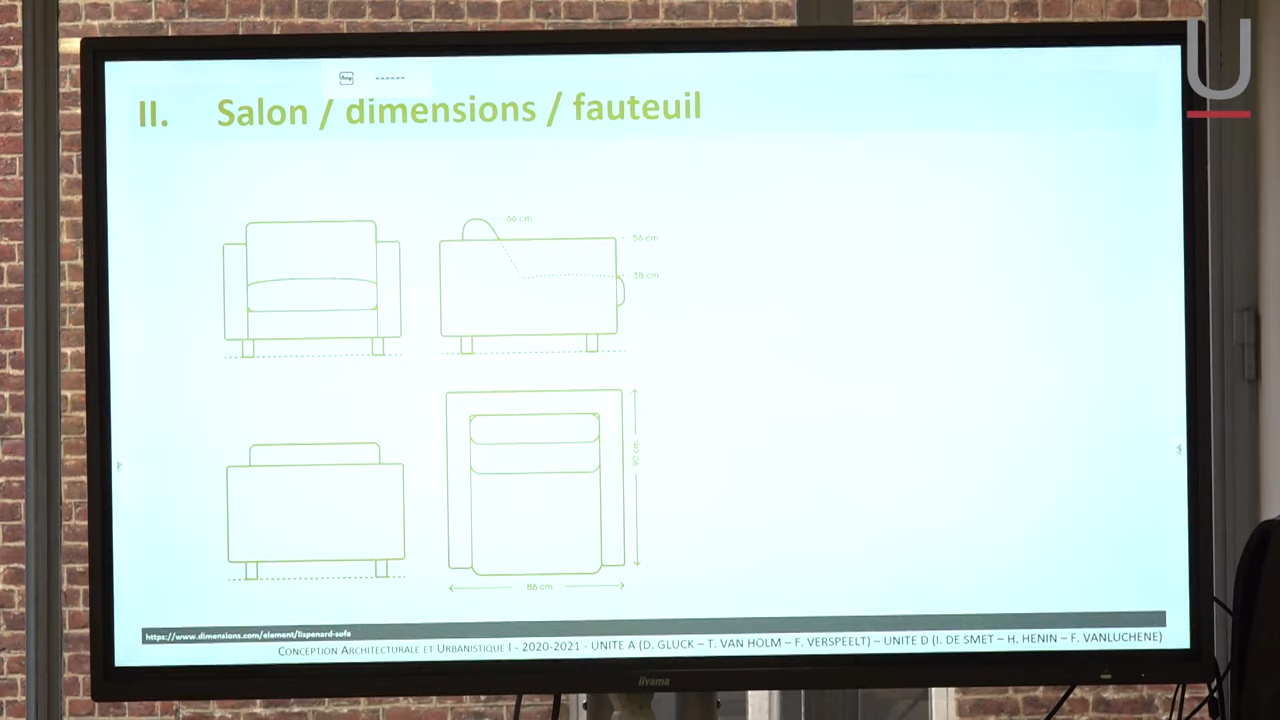 U
II. Salon / dimensions / fauteuil
66 cm
56 cm
38 cm
90 cm
86 cm
https://www.dimensions.com/element/lispenard-sofa
CONCEPTION ARCHITECTURALE ET URBANISTIQUE I - 2020-2021 - UNITE A (D. GLUCK – T. VAN HOLM – F. VERSPEELT) – UNITE D (I. DE SMET – H. HENIN – F. VANLUCHENE)
iiyama